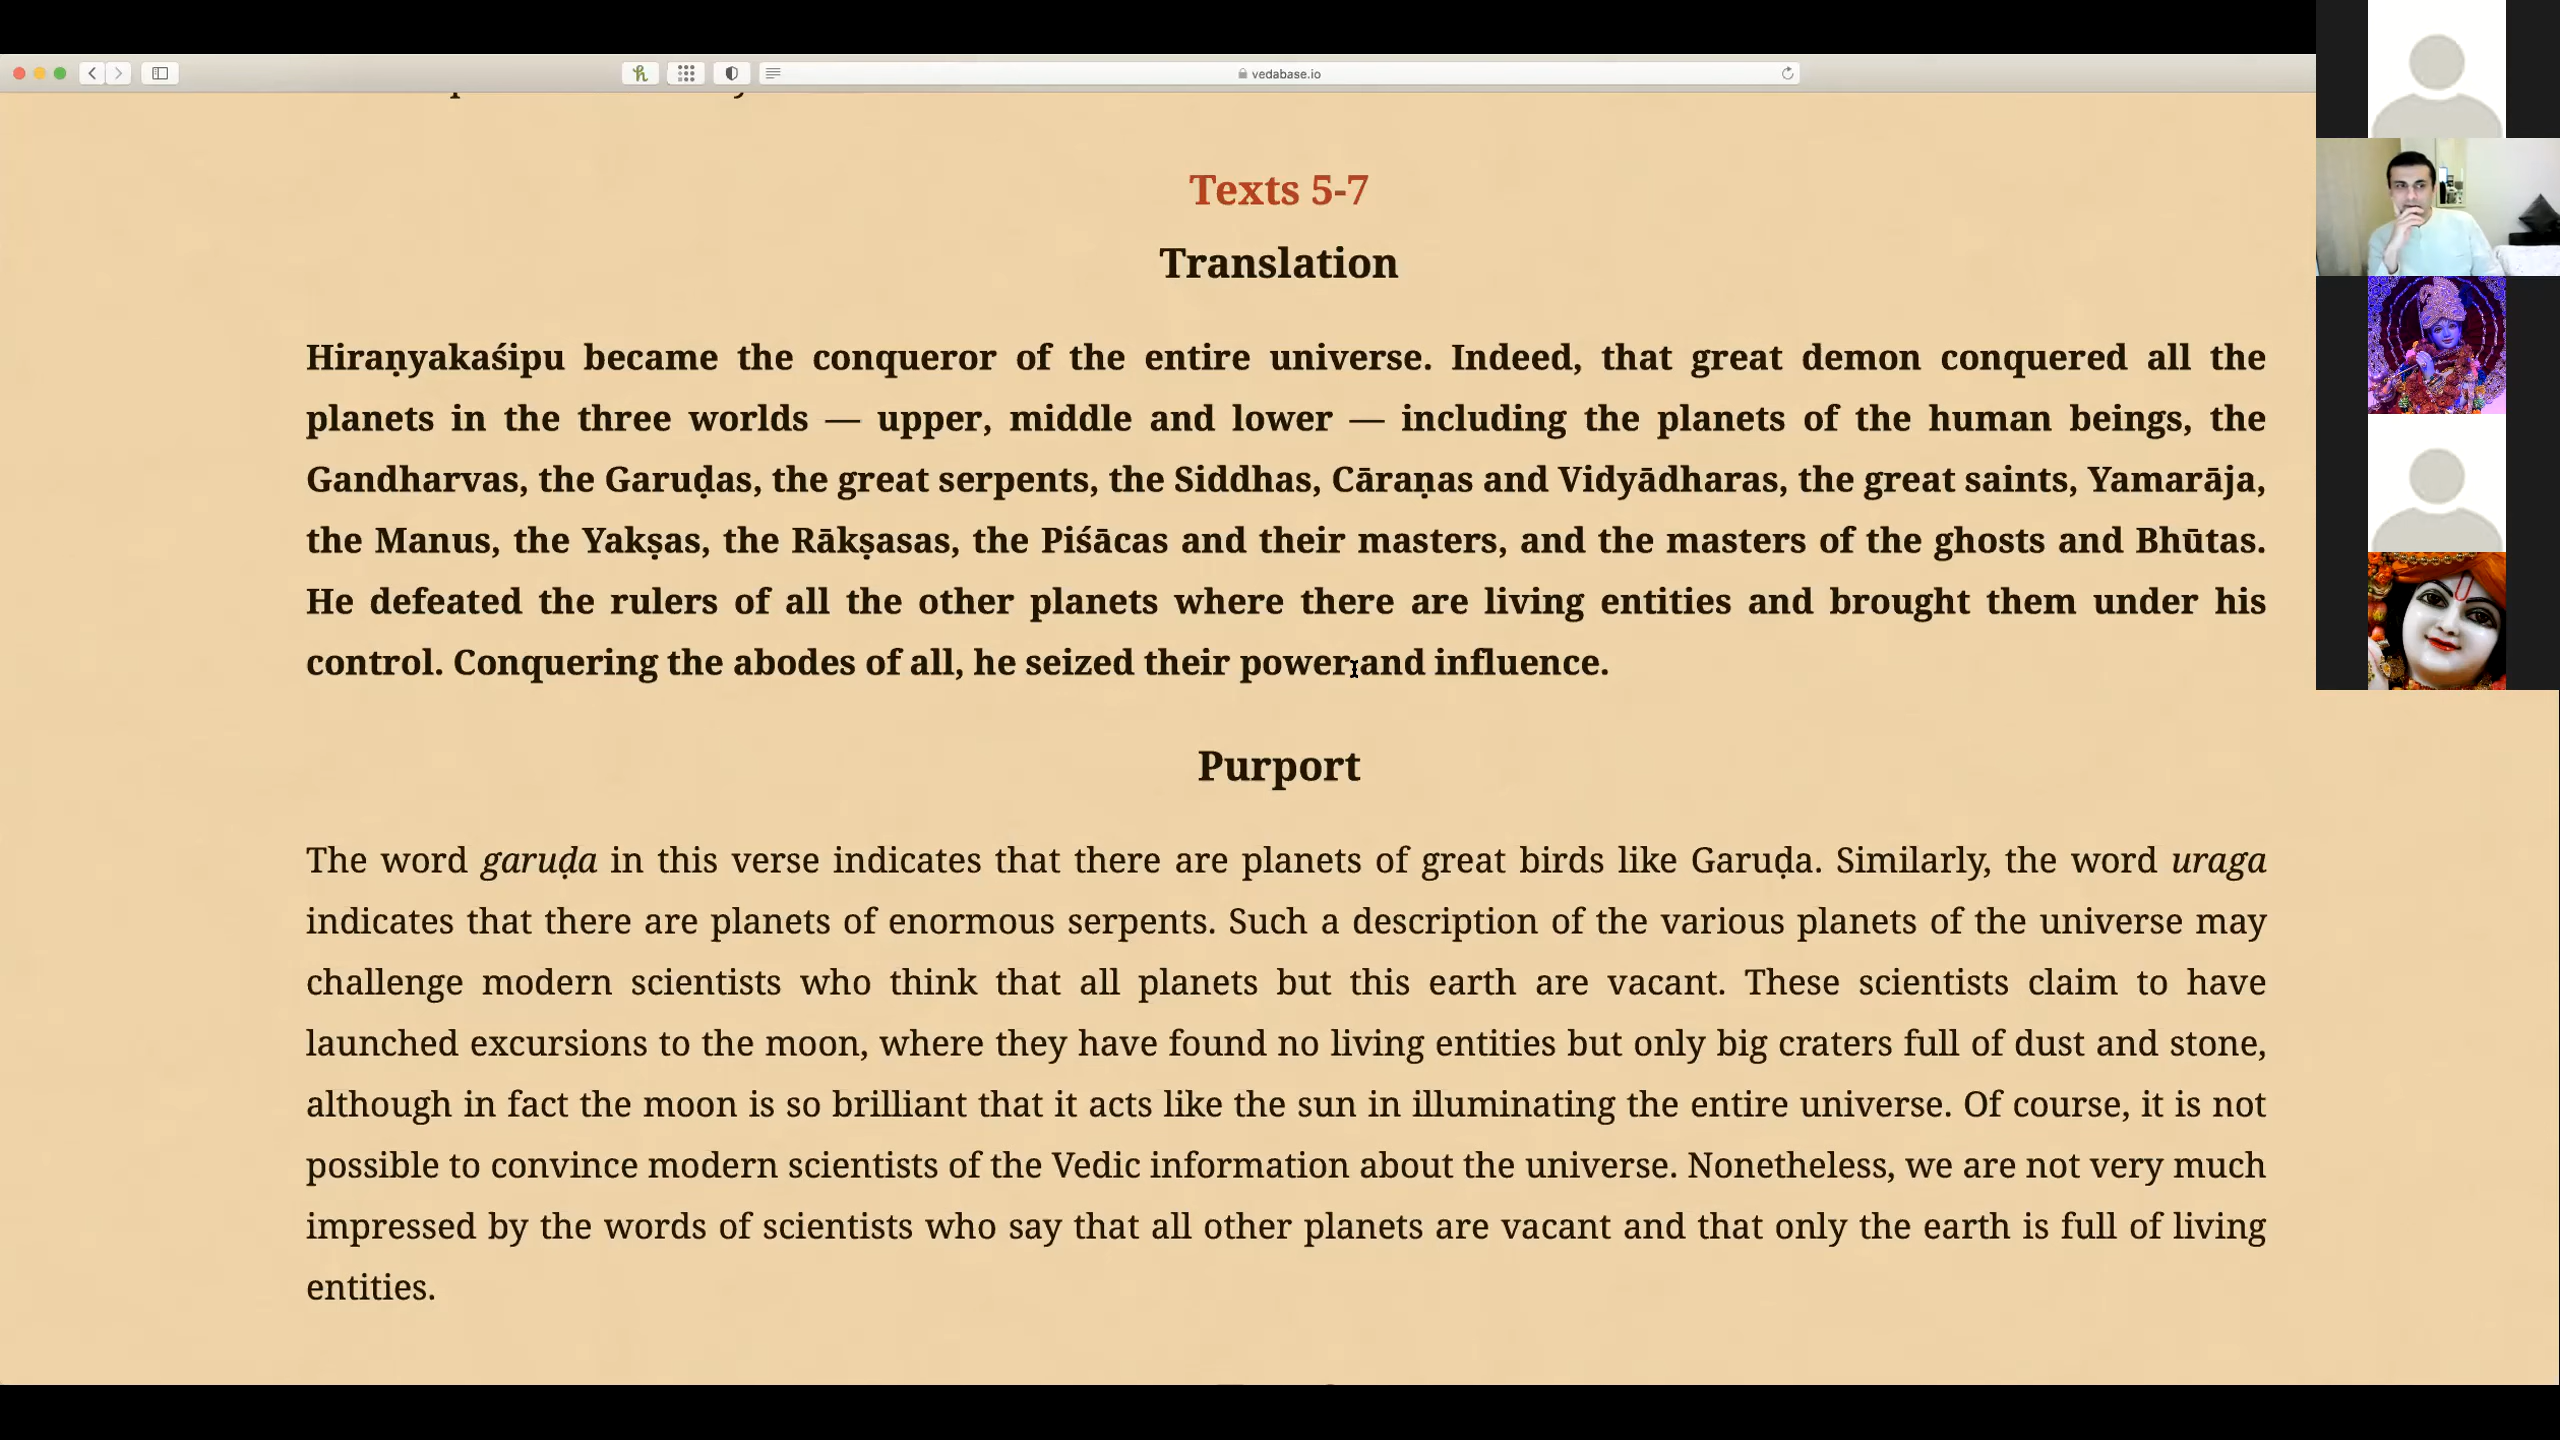 vedabase.io
Texts 5-7
Translation
Hiraṇyakaśipu became the conqueror of the entire universe. Indeed, that great demon conquered all the
planets in the three worlds — upper, middle and lower — including the planets of the human beings, the
Gandharvas, the Garuḍas, the great serpents, the Siddhas, Cāraṇas and Vidyādharas, the great saints, Yamarāja,
the Manus, the Yakṣas, the Rākṣasas, the Piśācas and their masters, and the masters of the ghosts and Bhūtas.
He defeated the rulers of all the other planets where there are living entities and brought them under his
control. Conquering the abodes of all, he seized their power and influence.
Purport
The word garuḍa in this verse indicates that there are planets of great birds like Garuḍa. Similarly, the word uraga
indicates that there are planets of enormous serpents. Such a description of the various planets of the universe may
challenge modern scientists who think that all planets but this earth are vacant. These scientists claim to have
launched excursions to the moon, where they have found no living entities but only big craters full of dust and stone,
although in fact the moon is so brilliant that it acts like the sun in illuminating the entire universe. Of course, it is not
possible to convince modern scientists of the Vedic information about the universe. Nonetheless, we are not very much
impressed by the words of scientists who say that all other planets are vacant and that only the earth is full of living
entities.